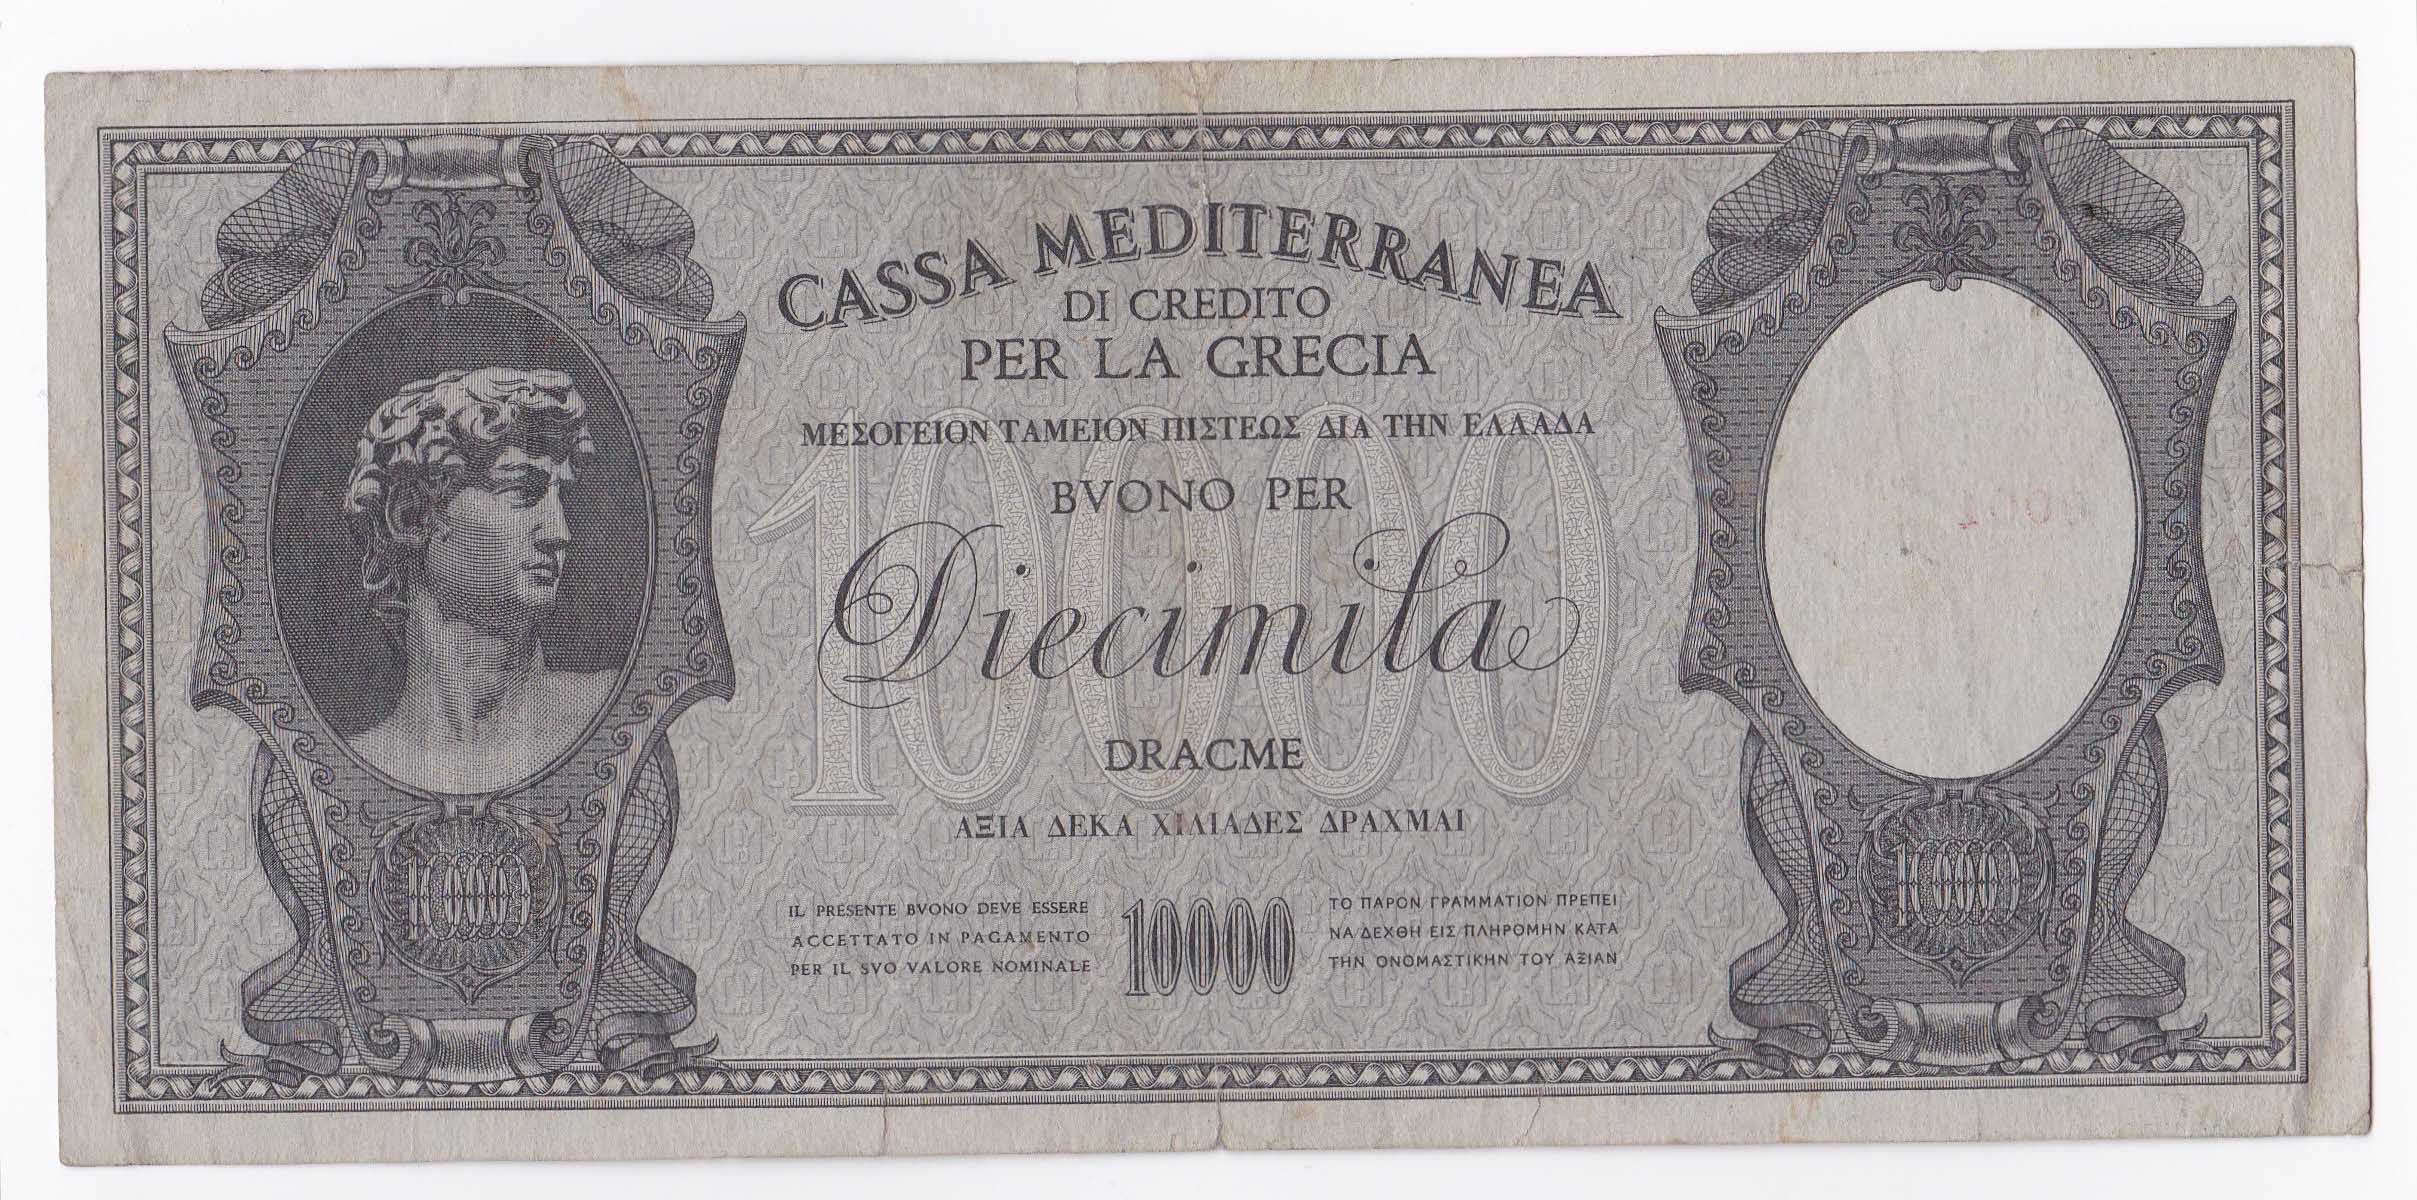 CASSA MEDITERRANEA
DI CREDITO
PER LA GRECIA
ΜΕΣΟΓΕΙΟΝ ΤΑΜΕΙΟΝ ΠΙΣΤΕΩΣ ΔΙΑ ΤΗΝ ΕΛΛΑΔΑ
10000
BVONO PER
Diecimila
DRACME
ΑΞΙΑ ΔΕΚΑ ΧΙΛΙΑΔΕΣ ΔΡΑΧΜΑΙ
10000
10000
IL PRESENTE BVONO DEVE ESSERE
ACCETTATO IN PAGAMENTO
PER IL SVO VALORE NOMINALE
10000
ΤΟ ΠΑΡΟΝ ΓΡΑΜΜΑΤΙΟΝ ΠΡΕΠΕΙ
ΝΑ ΔΕΧΘΗ ΕΙΣ ΠΛΗΡΟΜΗΝ ΚΑΤΑ
ΤΗΝ ΟΝΟΜΑΣΤΙΚΗΝ ΤΟΥ ΑΞΙΑΝ